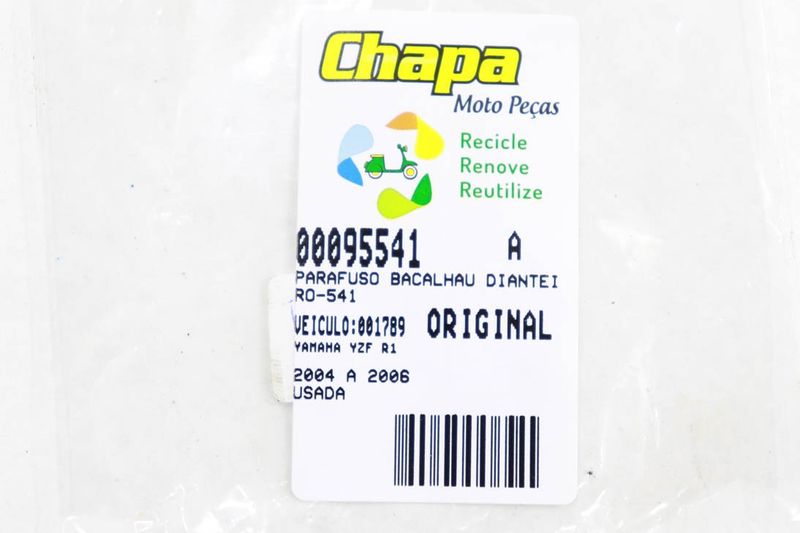 Chapa
Moto Peças
Recicle
Renove
Reutilize
00095541 A
PARAFUSO BACALHAU DIANTEI
RO-541
VEICULO:001789 ORIGINAL
YAMAHA YZF R1
2004 A 2006
USADA